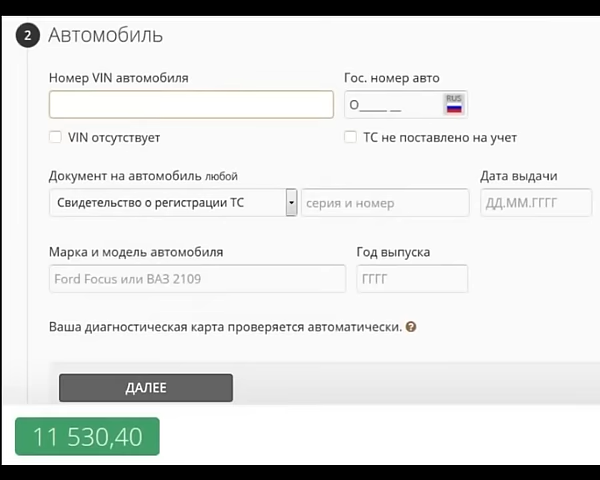 2 Автомобиль
Номер VIN автомобиля Гос. номер авто
О_____ __ RUS
VIN отсутствует ТС не поставлено на учет
Документ на автомобиль любой Дата выдачи
Свидетельство о регистрации ТС серия и номер ДД.ММ.ГГГГ
Марка и модель автомобиля Год выпуска
Ford Focus или ВАЗ 2109 ГГГГ
Ваша диагностическая карта проверяется автоматически. ?
ДАЛЕЕ
11 530,40